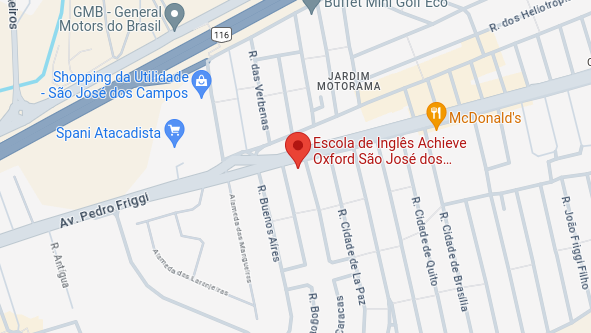 Buffet Mini Golf Eco
GMB - General
Motors do Brasil
R. dos Heliotrópi
116
Shopping da Utilidade
- São José dos Campos
R. das Verbenas
JARDIM
MOTORAMA
McDonald's
Spani Atacadista
Escola de Inglês Achieve
Oxford São José dos...
Av. Pedro Friggi
R. Antígua
Alameda das Mangueiras
Alameda das Laranjeiras
R. Buenos Aires
R. Cidade de La Paz
R. Cidade de Quito
R. Cidade de Brasília
R. João Friggi Filho
R. Bogo
aracas